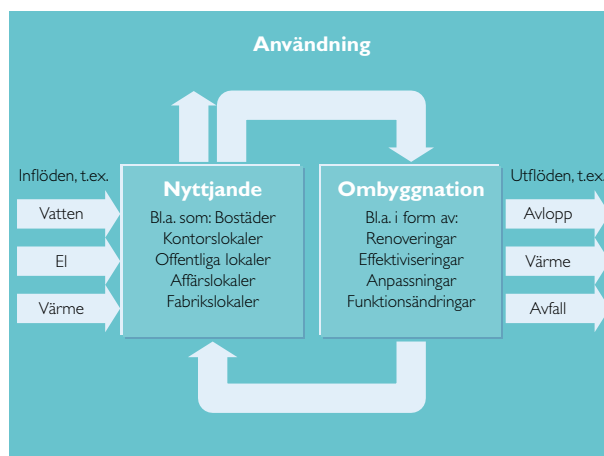 Användning
Inflöden, t.ex.
Vatten
El
Värme
Nyttjande
Bl.a. som: Bostäder
Kontorslokaler
Offentliga lokaler
Affärslokaler
Fabrikslokaler
Ombyggnation
Bl.a. i form av:
Renoveringar
Effektiviseringar
Anpassningar
Funktionsändringar
Utflöden, t.ex.
Avlopp
Värme
Avfall